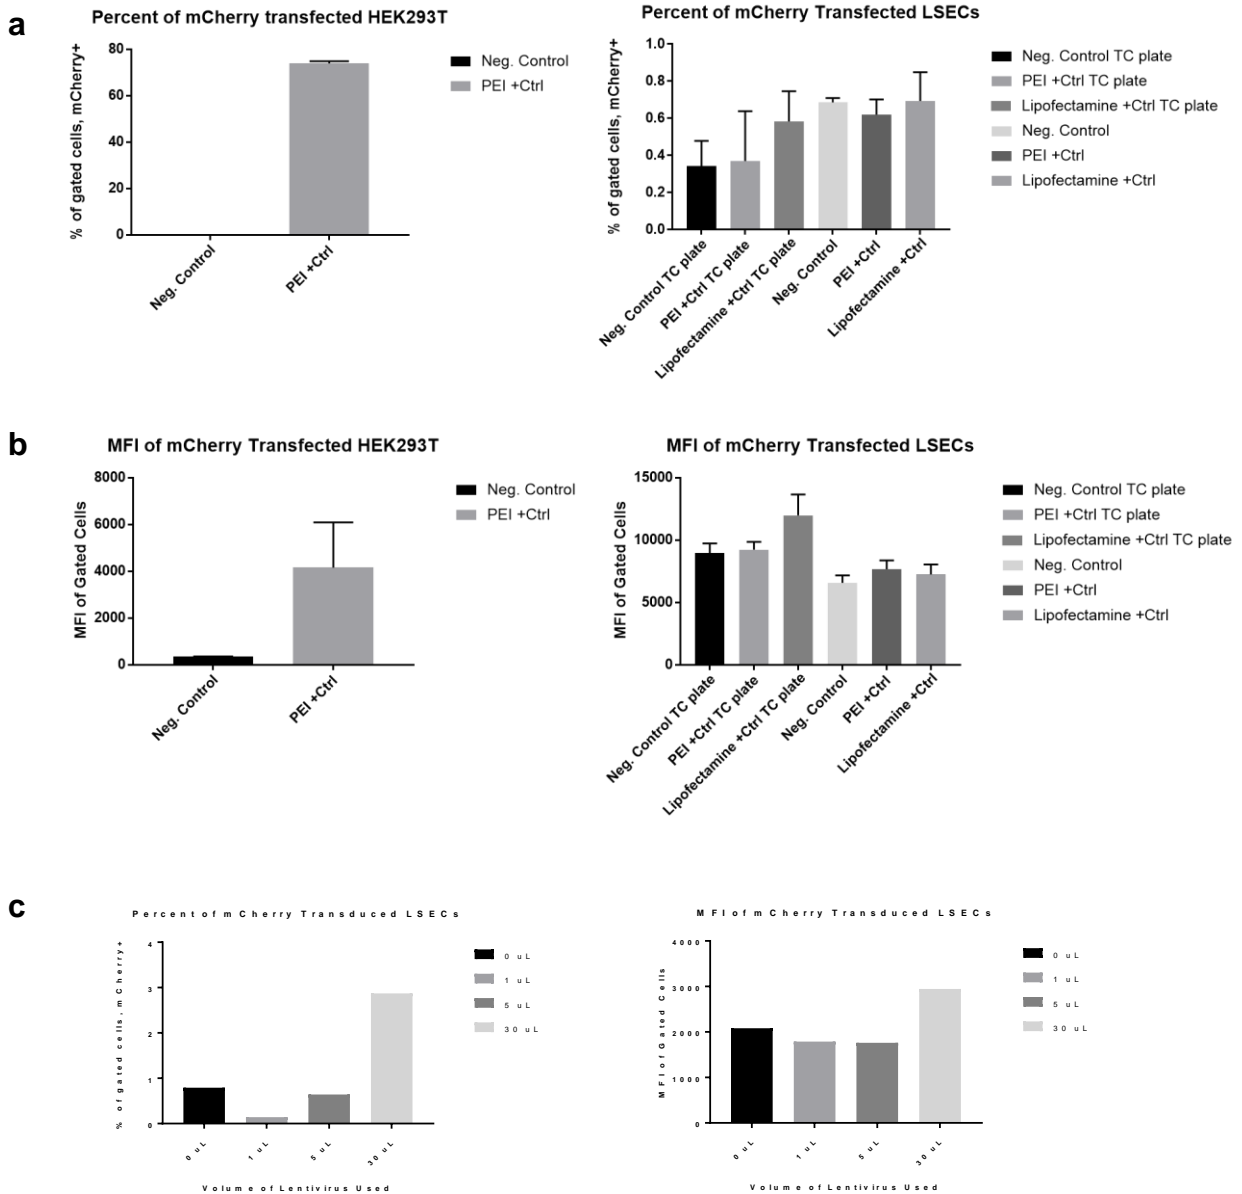 a
Percent of mCherry transfected HEK293T
% of gated cells, mCherry+
80
60
40
20
0
Neg. Control
PEI +Ctrl
Neg. Control
PEI +Ctrl
Percent of mCherry Transfected LSECs
% of gated cells, mCherry+
1.0
0.8
0.6
0.4
0.2
0.0
Neg. Control TC plate
PEI +Ctrl TC plate
Lipofectamine +Ctrl TC plate
Neg. Control
PEI +Ctrl
Lipofectamine +Ctrl
Neg. Control TC plate
PEI +Ctrl TC plate
Lipofectamine +Ctrl TC plate
Neg. Control
PEI +Ctrl
Lipofectamine +Ctrl
b
MFI of mCherry Transfected HEK293T
MFI of Gated Cells
8000
6000
4000
2000
0
Neg. Control
PEI +Ctrl
Neg. Control
PEI +Ctrl
MFI of mCherry Transfected LSECs
MFI of Gated Cells
15000
10000
5000
0
Neg. Control TC plate
PEI +Ctrl TC plate
Lipofectamine +Ctrl TC plate
Neg. Control
PEI +Ctrl
Lipofectamine +Ctrl
Neg. Control TC plate
PEI +Ctrl TC plate
Lipofectamine +Ctrl TC plate
Neg. Control
PEI +Ctrl
Lipofectamine +Ctrl
c
Percent of mCherry Transduced LSECs
% of gated cells, mCherry+
4
3
2
1
0
0 uL
1 uL
5 uL
30 uL
Volume of Lentivirus Used
0 uL
1 uL
5 uL
30 uL
MFI of mCherry Transduced LSECs
MFI of Gated Cells
4000
3000
2000
1000
0
0 uL
1 uL
5 uL
30 uL
Volume of Lentivirus Used
0 uL
1 uL
5 uL
30 uL